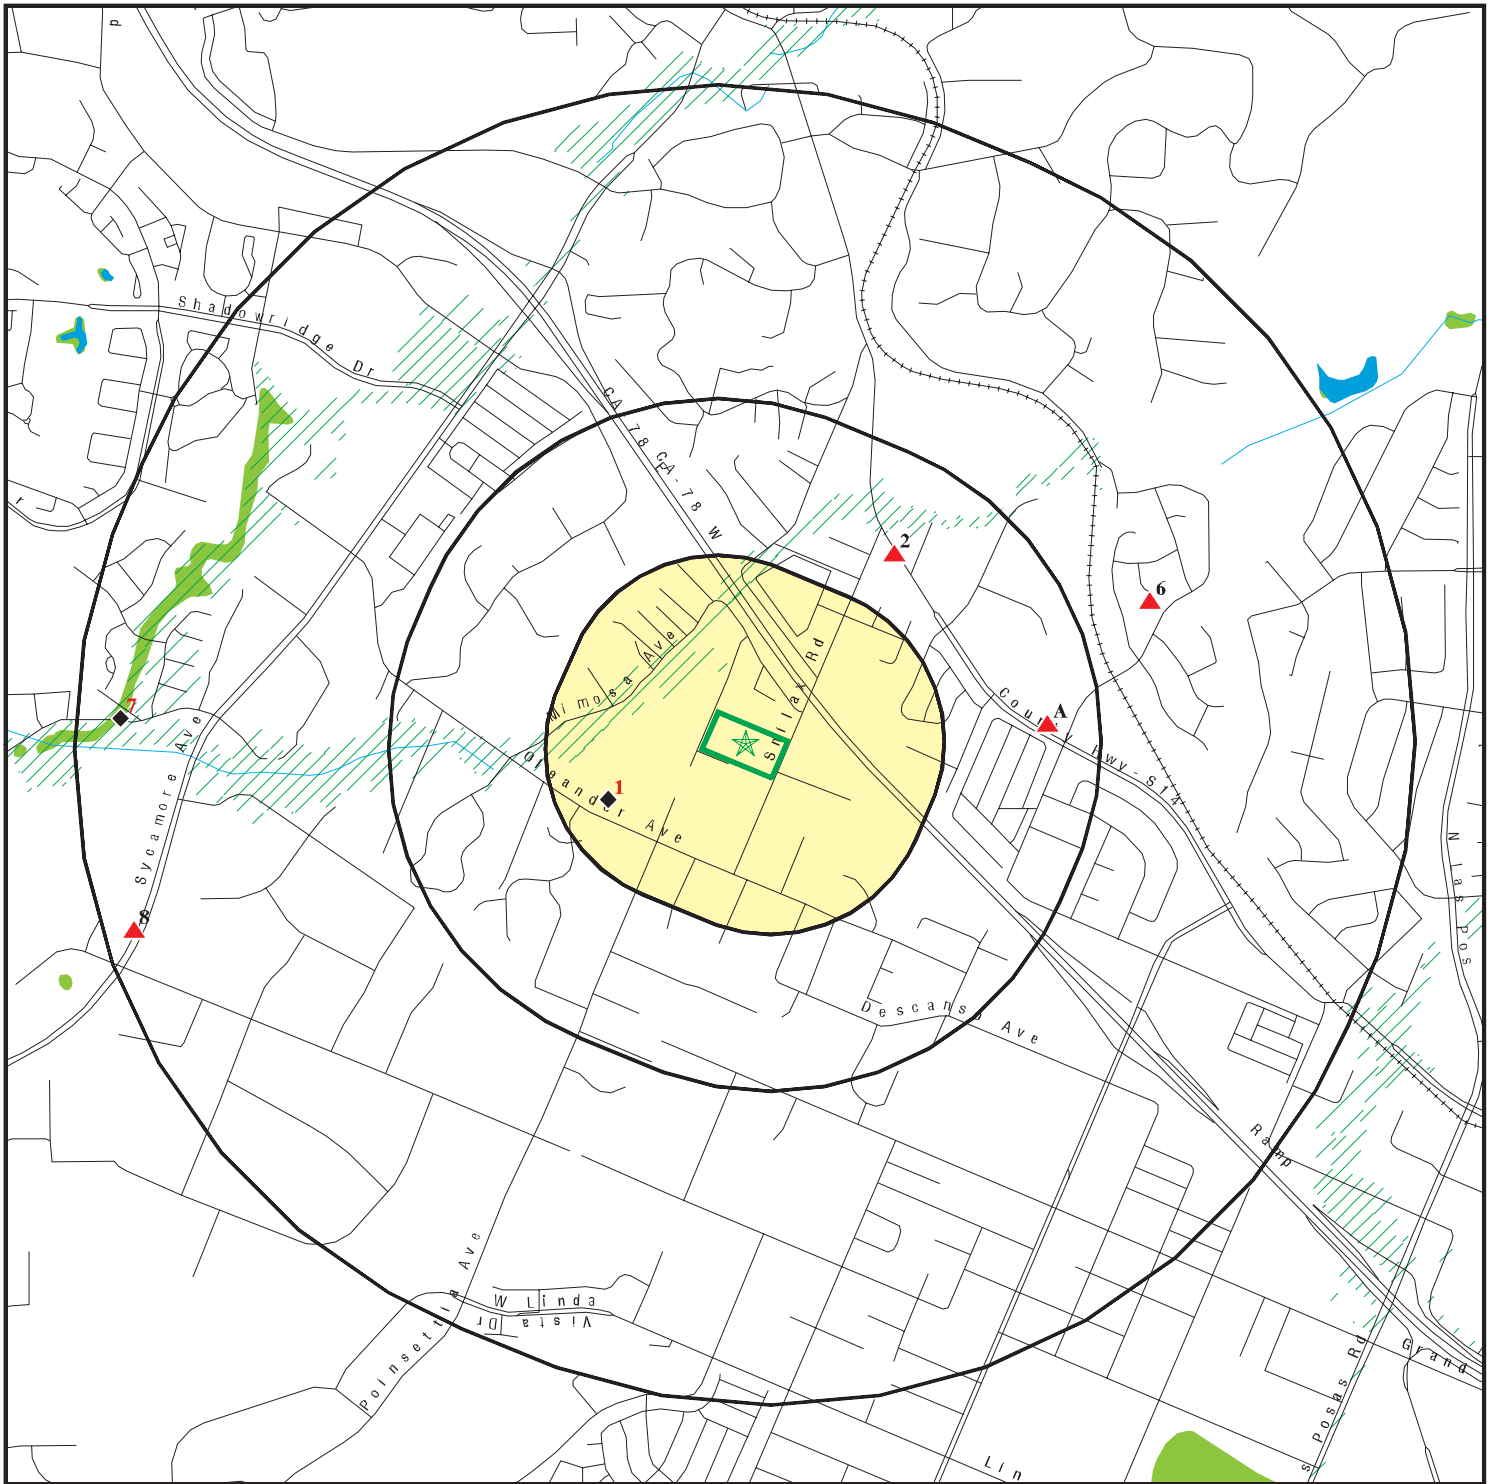 p
Shadowridge Dr
CA 78 E
CA-78 W
r
2
6
Mimosa Ave
Smilax Rd
7
County Hwy-S14
A
Sycamore Ave
Oleander Ave
1
N Las Pos
8
Descanso Ave
Ramp
Poinsettia Ave
W Linda
Vista Dr
Grand
s Posas Rd
Lin